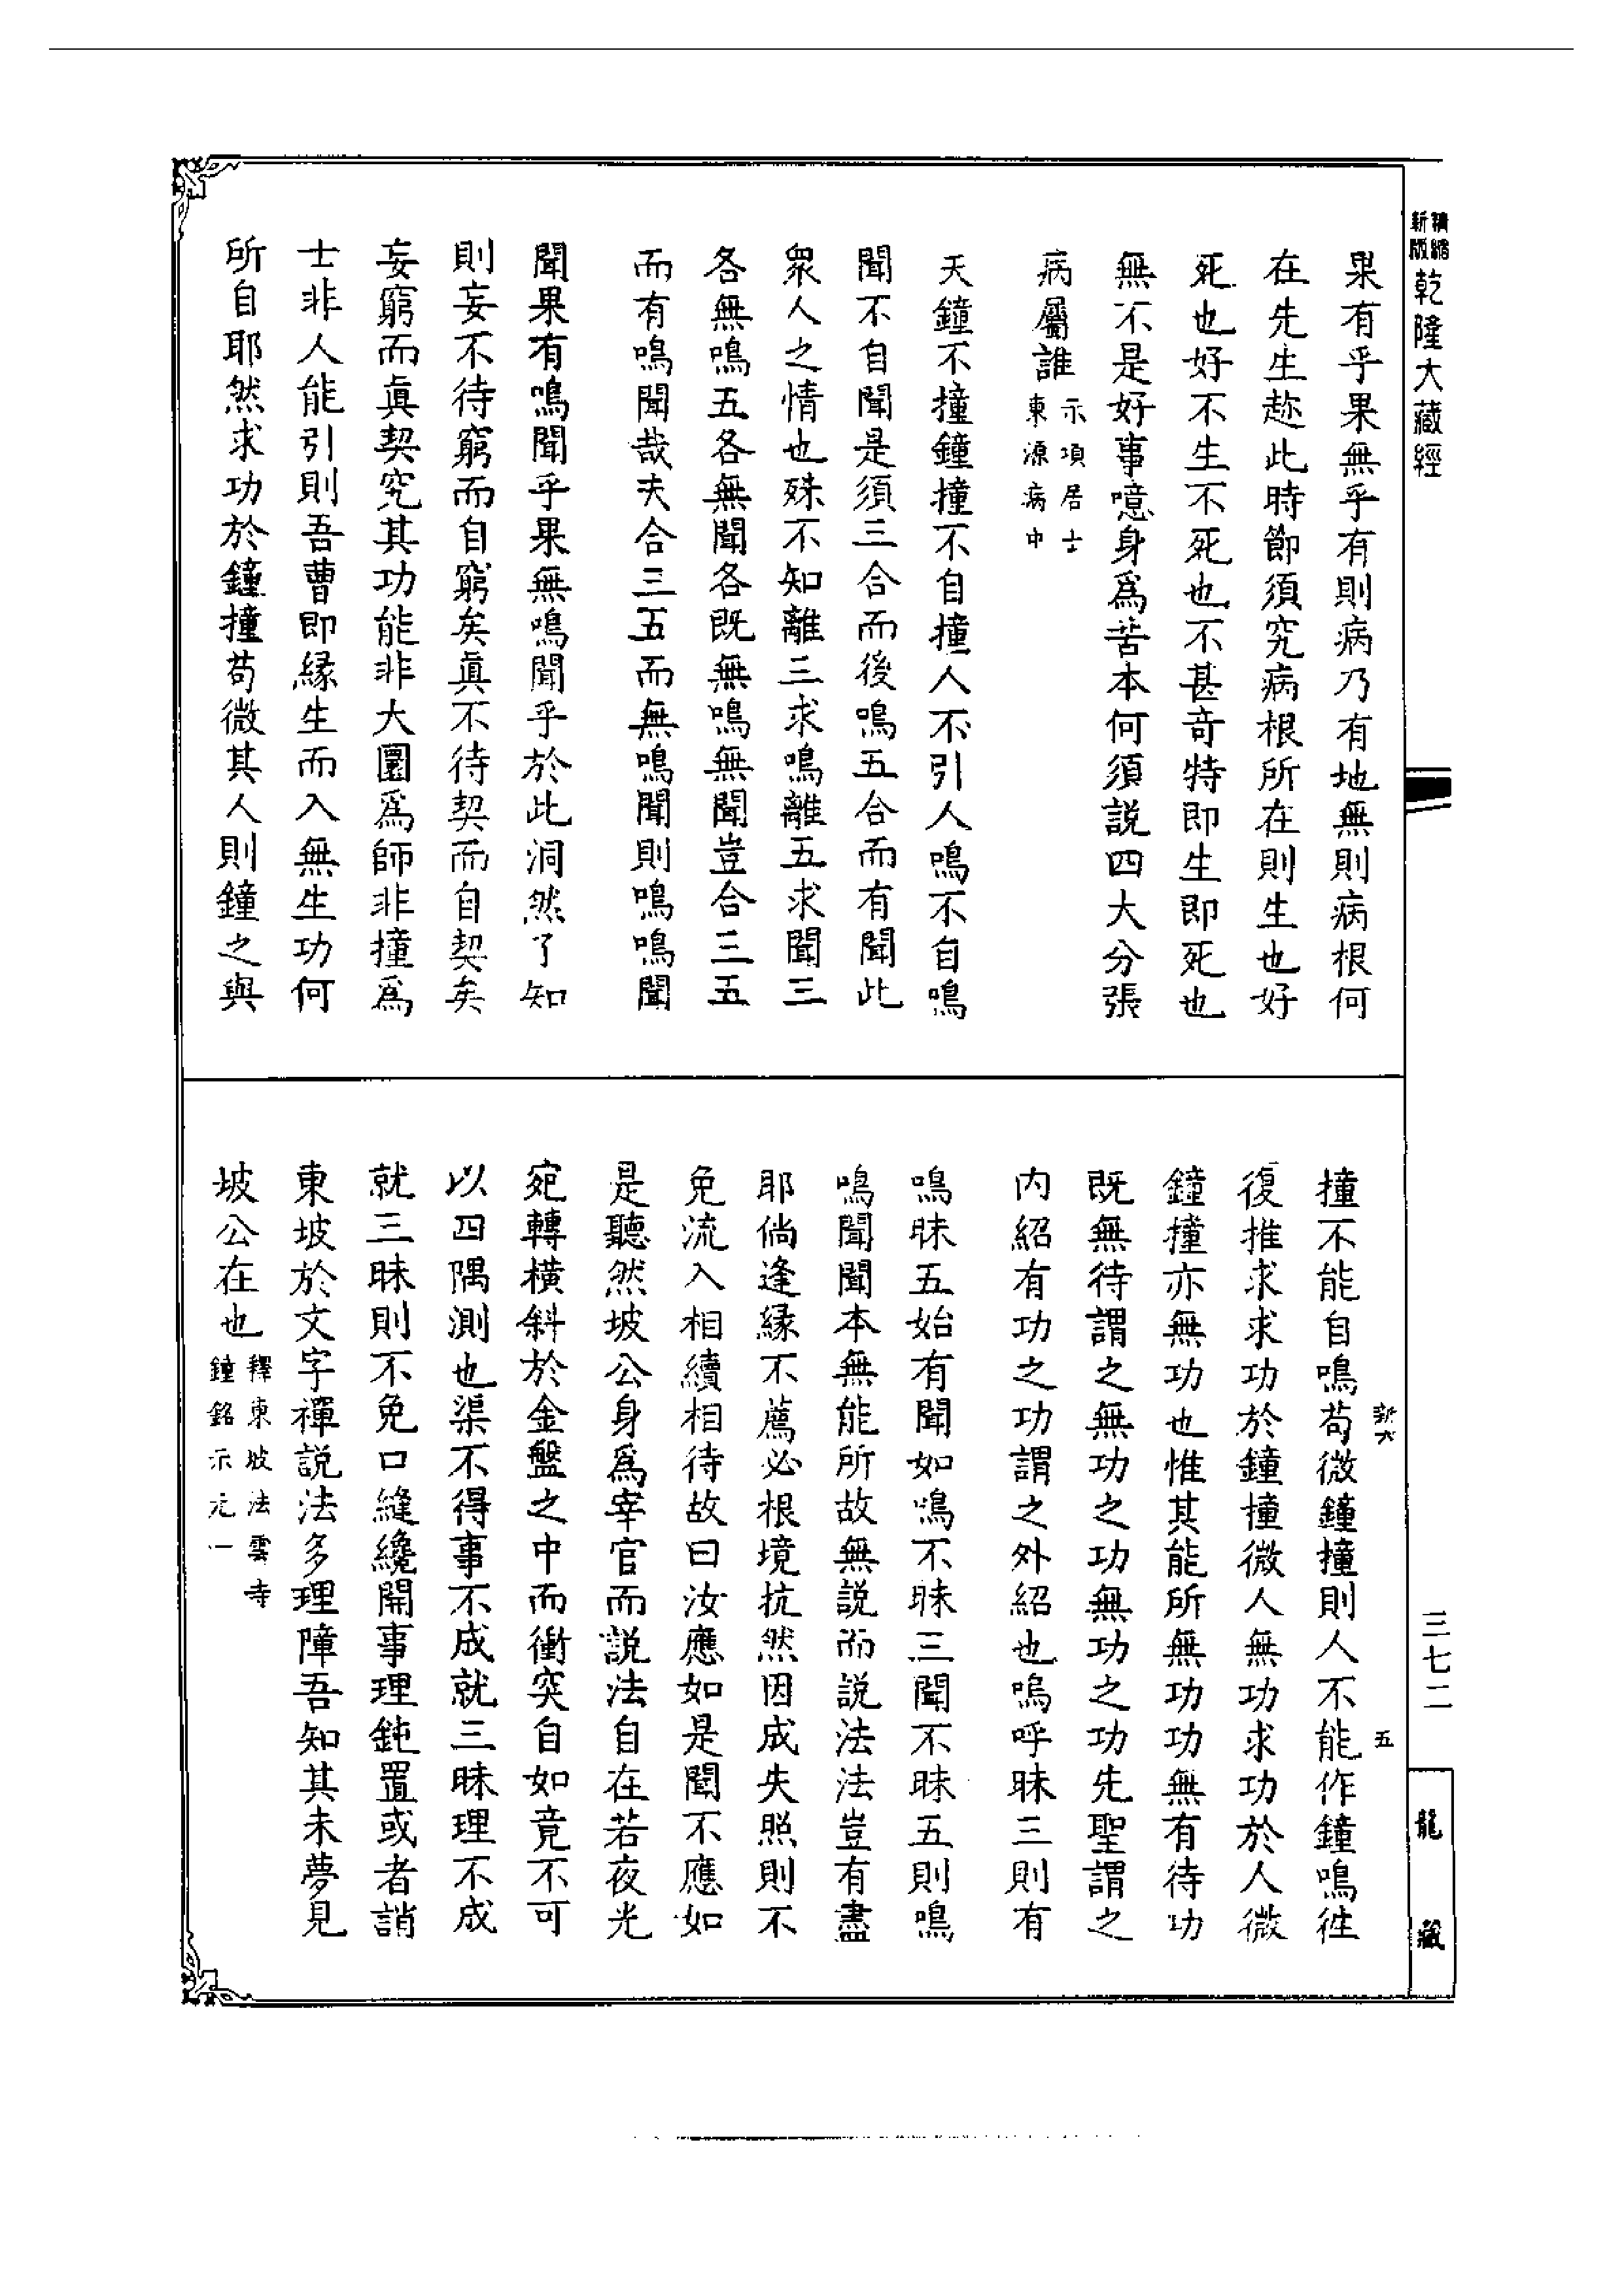 精縮新版乾隆大藏經
果有乎果無乎有則病乃有地無則病根何
在先生趂此時節須究病根所在則生也好
死也好不生不死也不甚奇特即生即死也
無不是好事噫身爲苦本何須説四大分張
病屬誰
示項居士
東源病中
夭鐘不撞鐘撞不自撞人不引人鳴不自鳴
聞不自聞是須三合而後鳴五合而有聞此
衆人之情也殊不知離三求鳴離五求聞三
各無鳴五各無聞各既無鳴無聞豈合三五
而有鳴聞哉夫合三五而無鳴聞則鳴鳴聞
聞果有鳴聞乎果無鳴聞乎於此洞然了知
則妄不待窮而自窮矣眞不待契而自契矣
妄窮而眞契究其功能非大圜爲師非撞爲
士非人能引則吾曹即緣生而入無生功何
所自耶然求功於鐘撞苟微其人則鐘之與
撞不能自鳴苟微鐘撞則人不能作鐘鳴徃
復推求求功於鐘撞微人無功求功於人微
鐘撞亦無功也惟其能所無功功無有待功
既無待謂之無功之功無功之功先聖謂之
内紹有功之功謂之外紹也嗚呼昧三則有
鳴昧五始有聞如鳴不昧三聞不昧五則鳴
鳴聞聞本無能所故無説而説法法豈有盡
耶倘逢緣不薦必根境抗然因成失照則不
免流入相續相待故曰汝應如是聞不應如
是聽然坡公身爲宰官而説法自在若夜光
宛轉橫斜於金盤之中而衝突自如竟不可
以四隅測也渠不得事不成就三昧理不成
就三昧則不免口縫纔開事理鈍置或者誚
東坡於文字禪説法多理障吾知其未夢見
坡公在也
釋東坡法雲寺
鐘銘示元一
新六
五
三七二
龍藏